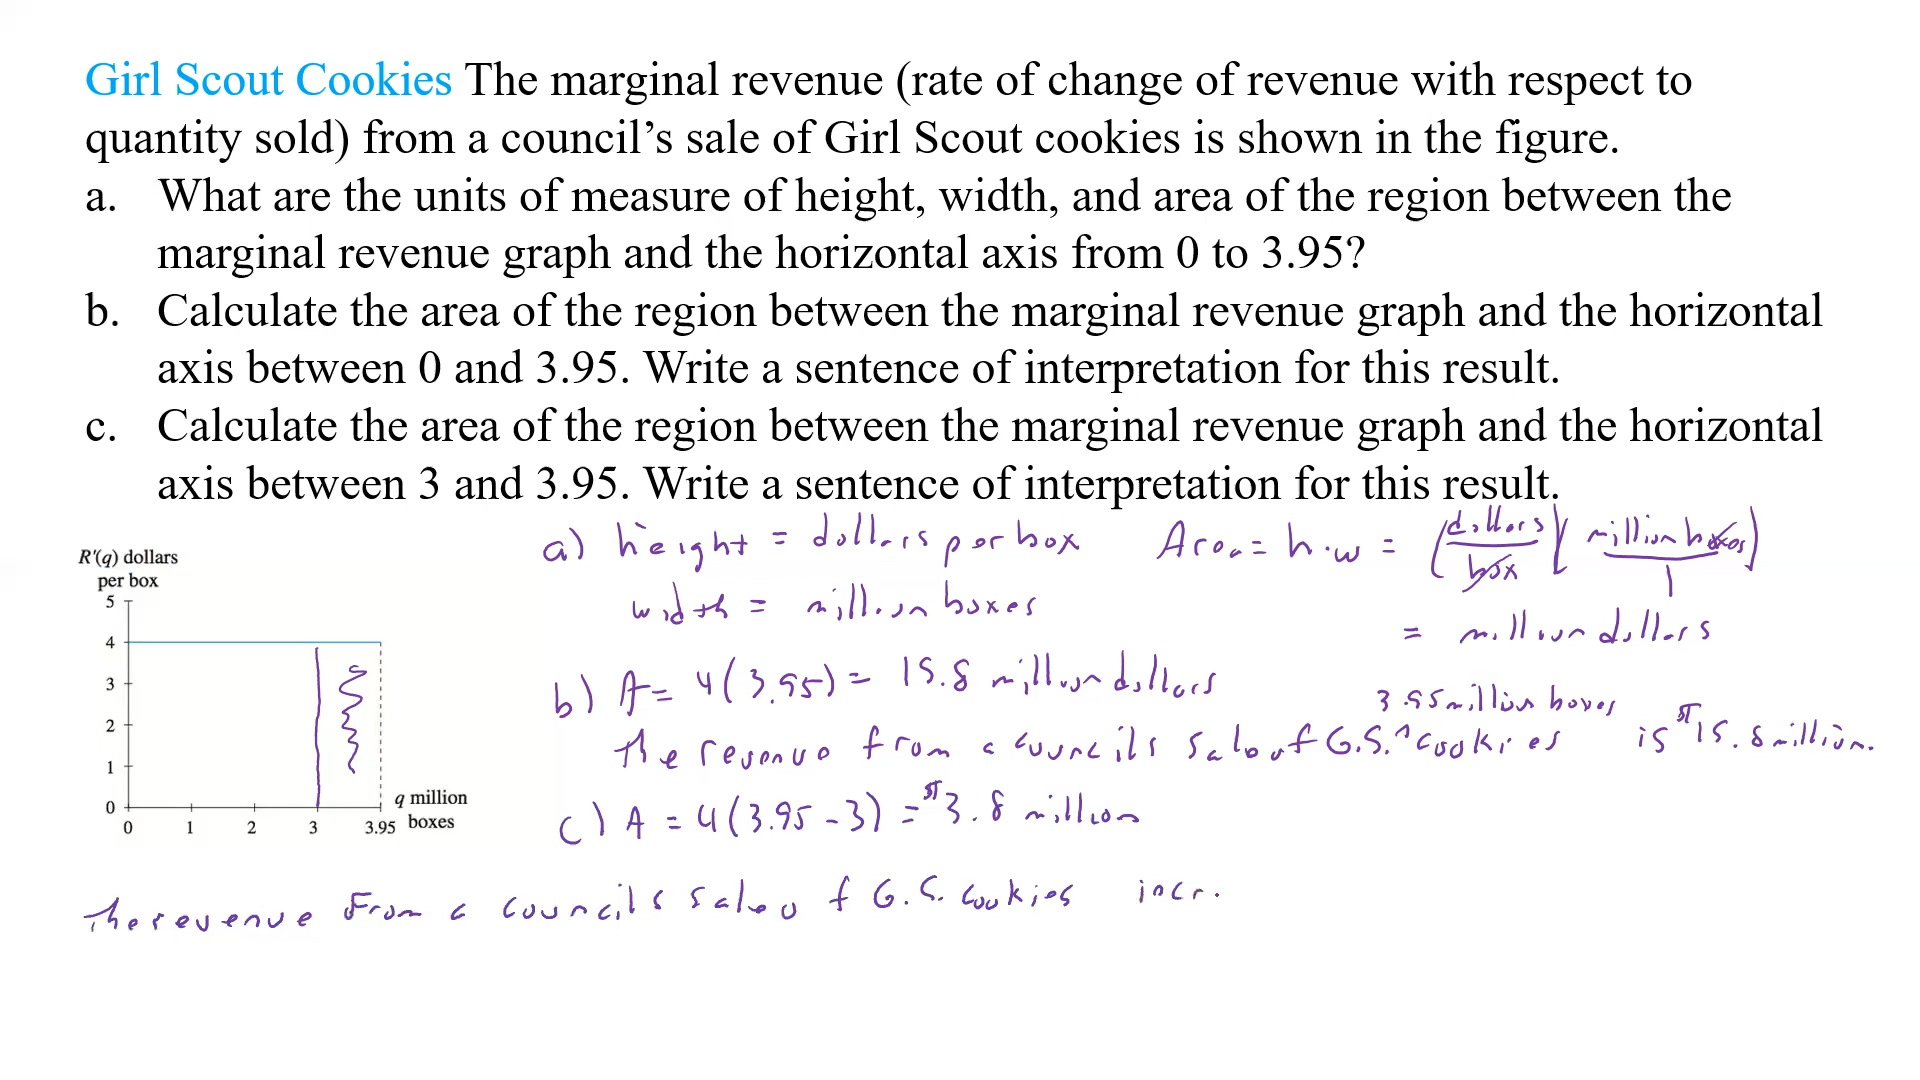 Girl Scout Cookies The marginal revenue (rate of change of revenue with respect to
quantity sold) from a council’s sale of Girl Scout cookies is shown in the figure.
a. What are the units of measure of height, width, and area of the region between the
marginal revenue graph and the horizontal axis from 0 to 3.95?
b. Calculate the area of the region between the marginal revenue graph and the horizontal
axis between 0 and 3.95. Write a sentence of interpretation for this result.
c. Calculate the area of the region between the marginal revenue graph and the horizontal
axis between 3 and 3.95. Write a sentence of interpretation for this result.
R'(q) dollars
per box
5
4
3
2
1
0
0 1 2 3 3.95
q million
boxes
a) height = dollars per box
width = million boxes
Area = h·w = (dollars/box)(million boxes/1)
= million dollars
b) A = 4(3.95) = 15.8 million dollars
3.95 million boxes
The revenue from a councils sale of G.S. ^ cookies is $15.8 million.
c) A = 4(3.95 - 3) = $3.8 million
The revenue from a councils sale of G.S. cookies incr.